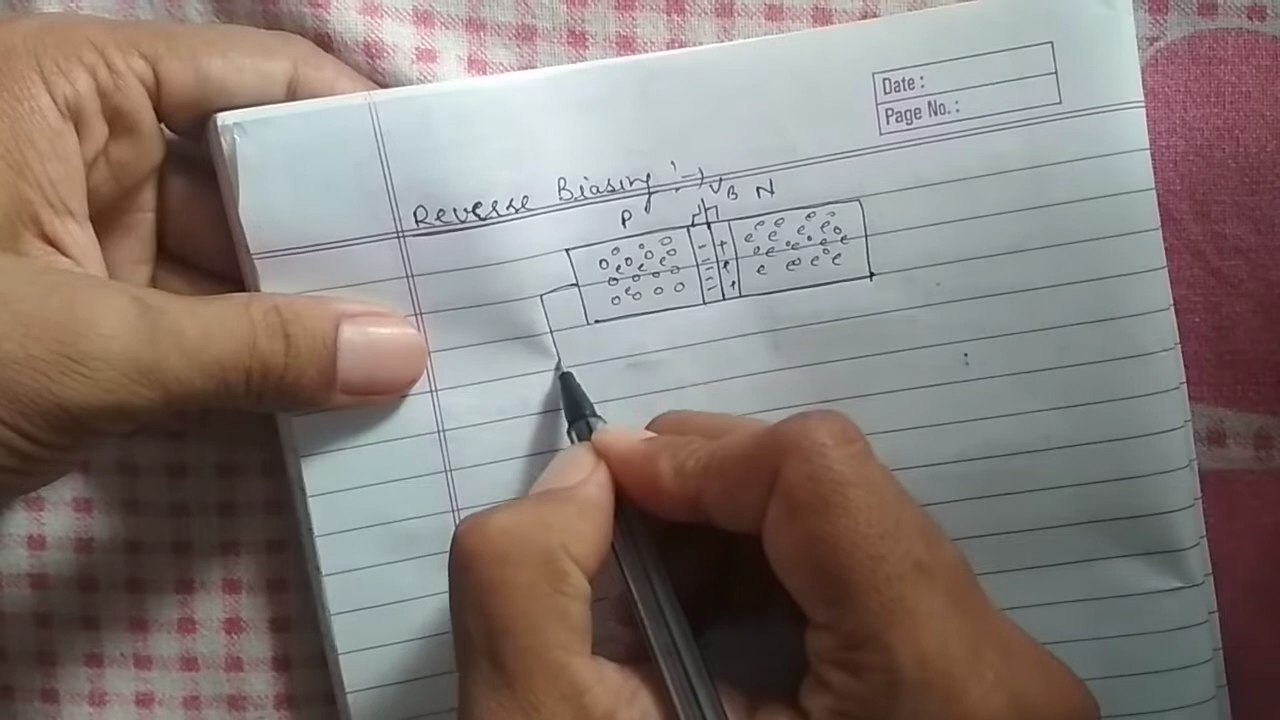 Date :
Page No. :
Reverse Biasing :-)
P VB N